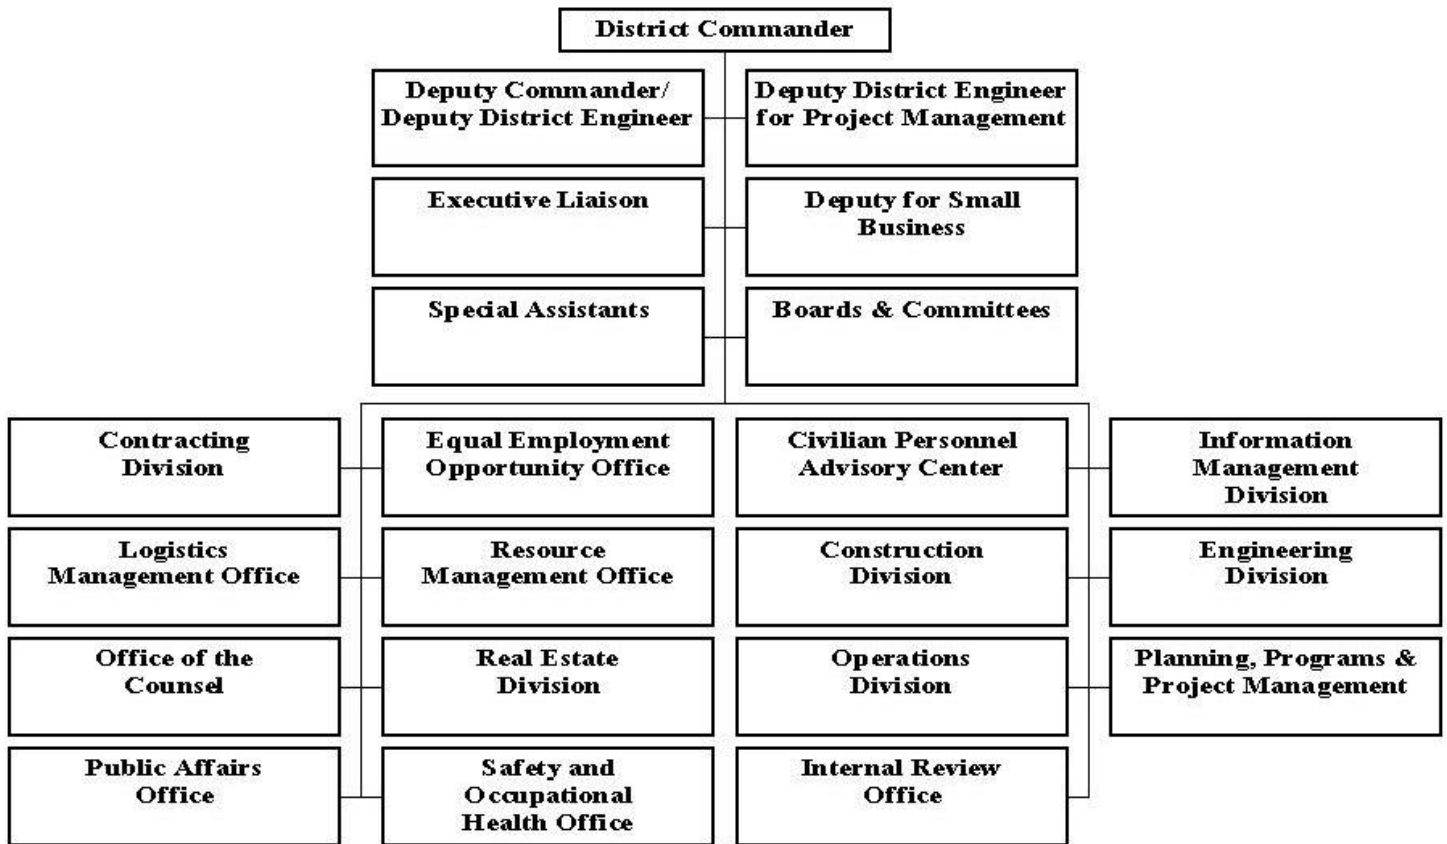 District Commander
Deputy Commander/
Deputy District Engineer
Deputy District Engineer
for Project Management
Executive Liaison
Deputy for Small
Business
Special Assistants
Boards & Committees
Contracting
Division
Equal Employment
Opportunity Office
Civilian Personnel
Advisory Center
Information
Management
Division
Logistics
Management Office
Resource
Management Office
Construction
Division
Engineering
Division
Office of the
Counsel
Real Estate
Division
Operations
Division
Planning, Programs &
Project Management
Public Affairs
Office
Safety and
Occupational
Health Office
Internal Review
Office